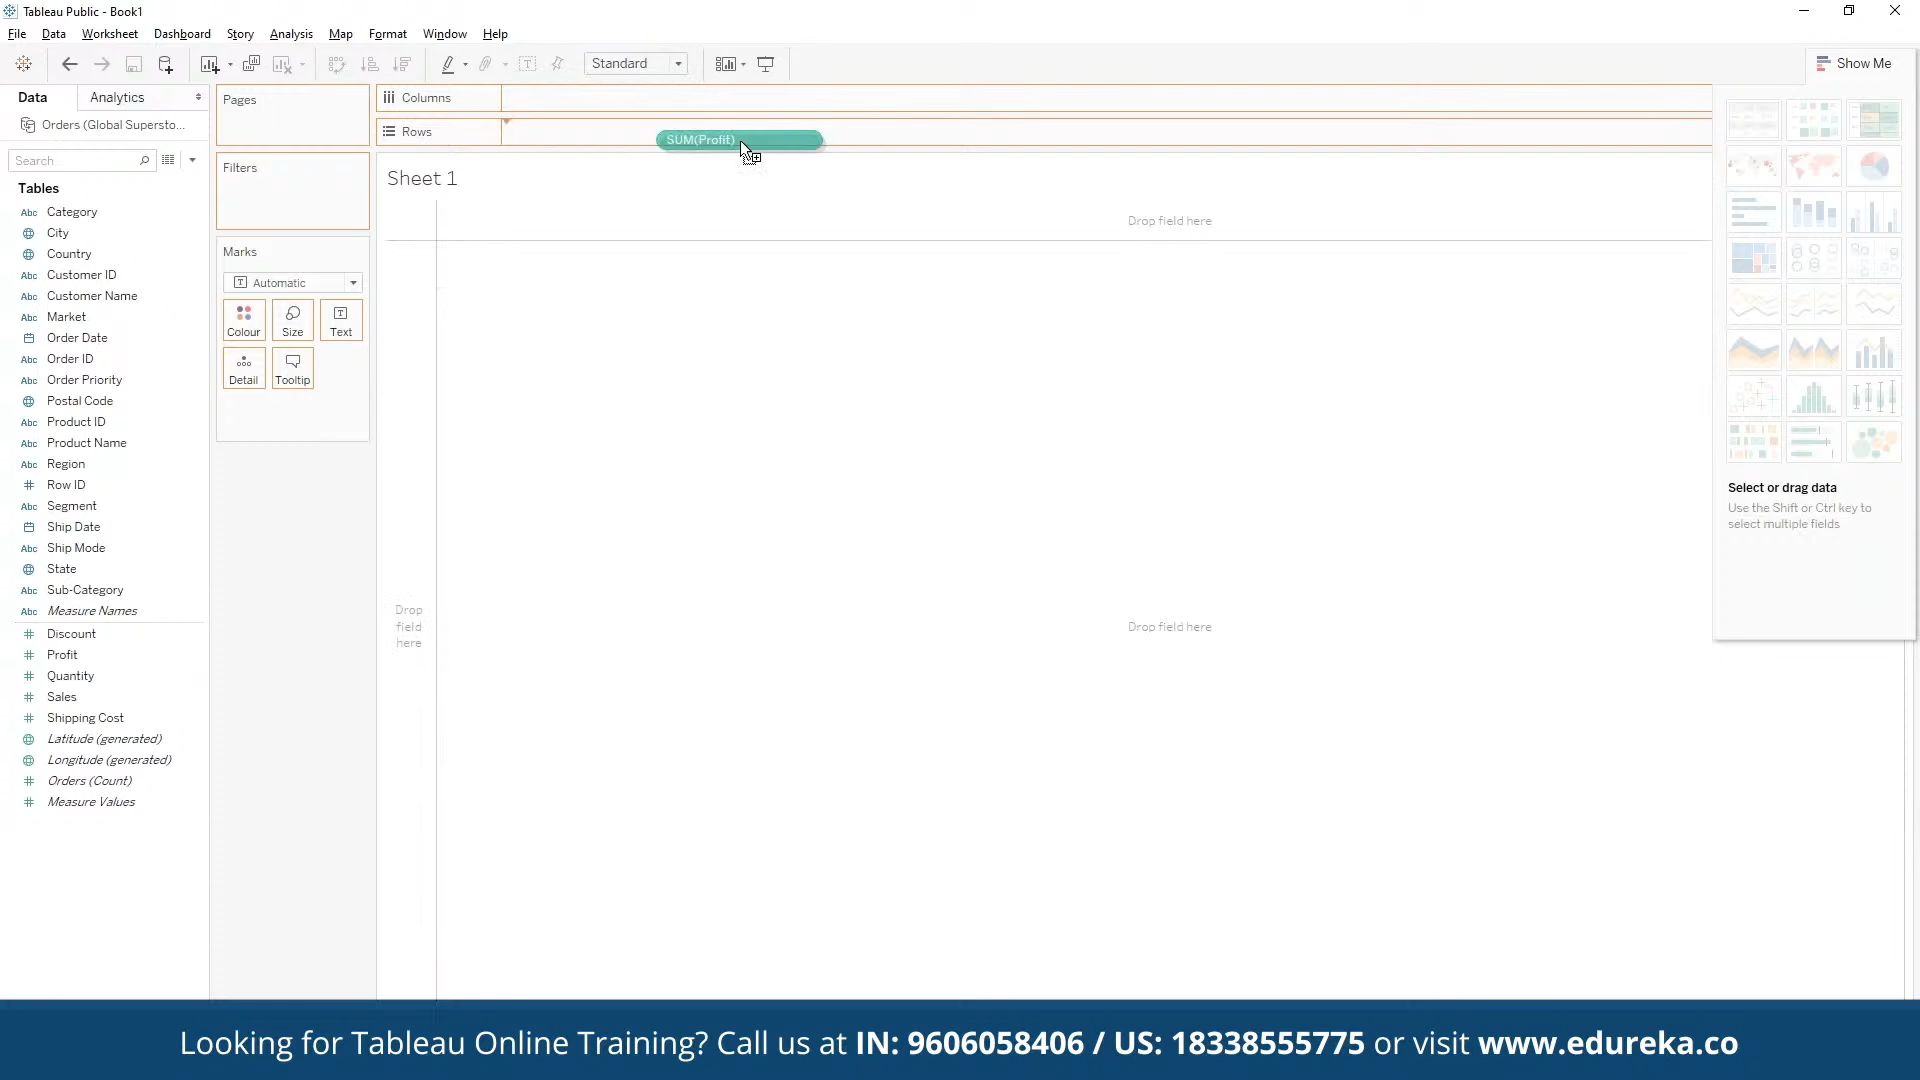 Tableau Public - Book1
File Data Worksheet Dashboard Story Analysis Map Format Window Help
Standard
Show Me
Data Analytics
Pages
Columns
Orders (Global Supersto...
Rows
SUM(Profit)
Search
Filters
Sheet 1
Tables
Abc Category
City
Country
Abc Customer ID
Abc Customer Name
Abc Market
Order Date
Abc Order ID
Abc Order Priority
Postal Code
Abc Product ID
Abc Product Name
Abc Region
# Row ID
Abc Segment
Ship Date
Abc Ship Mode
State
Abc Sub-Category
Abc Measure Names
# Discount
# Profit
# Quantity
# Sales
# Shipping Cost
Latitude (generated)
Longitude (generated)
# Orders (Count)
# Measure Values
Marks
T Automatic
Colour Size T Text
Detail Tooltip
Drop field here
Drop
field
here
Drop field here
Select or drag data
Use the Shift or Ctrl key to
select multiple fields
Looking for Tableau Online Training? Call us at IN: 9606058406 / US: 18338555775 or visit www.edureka.co